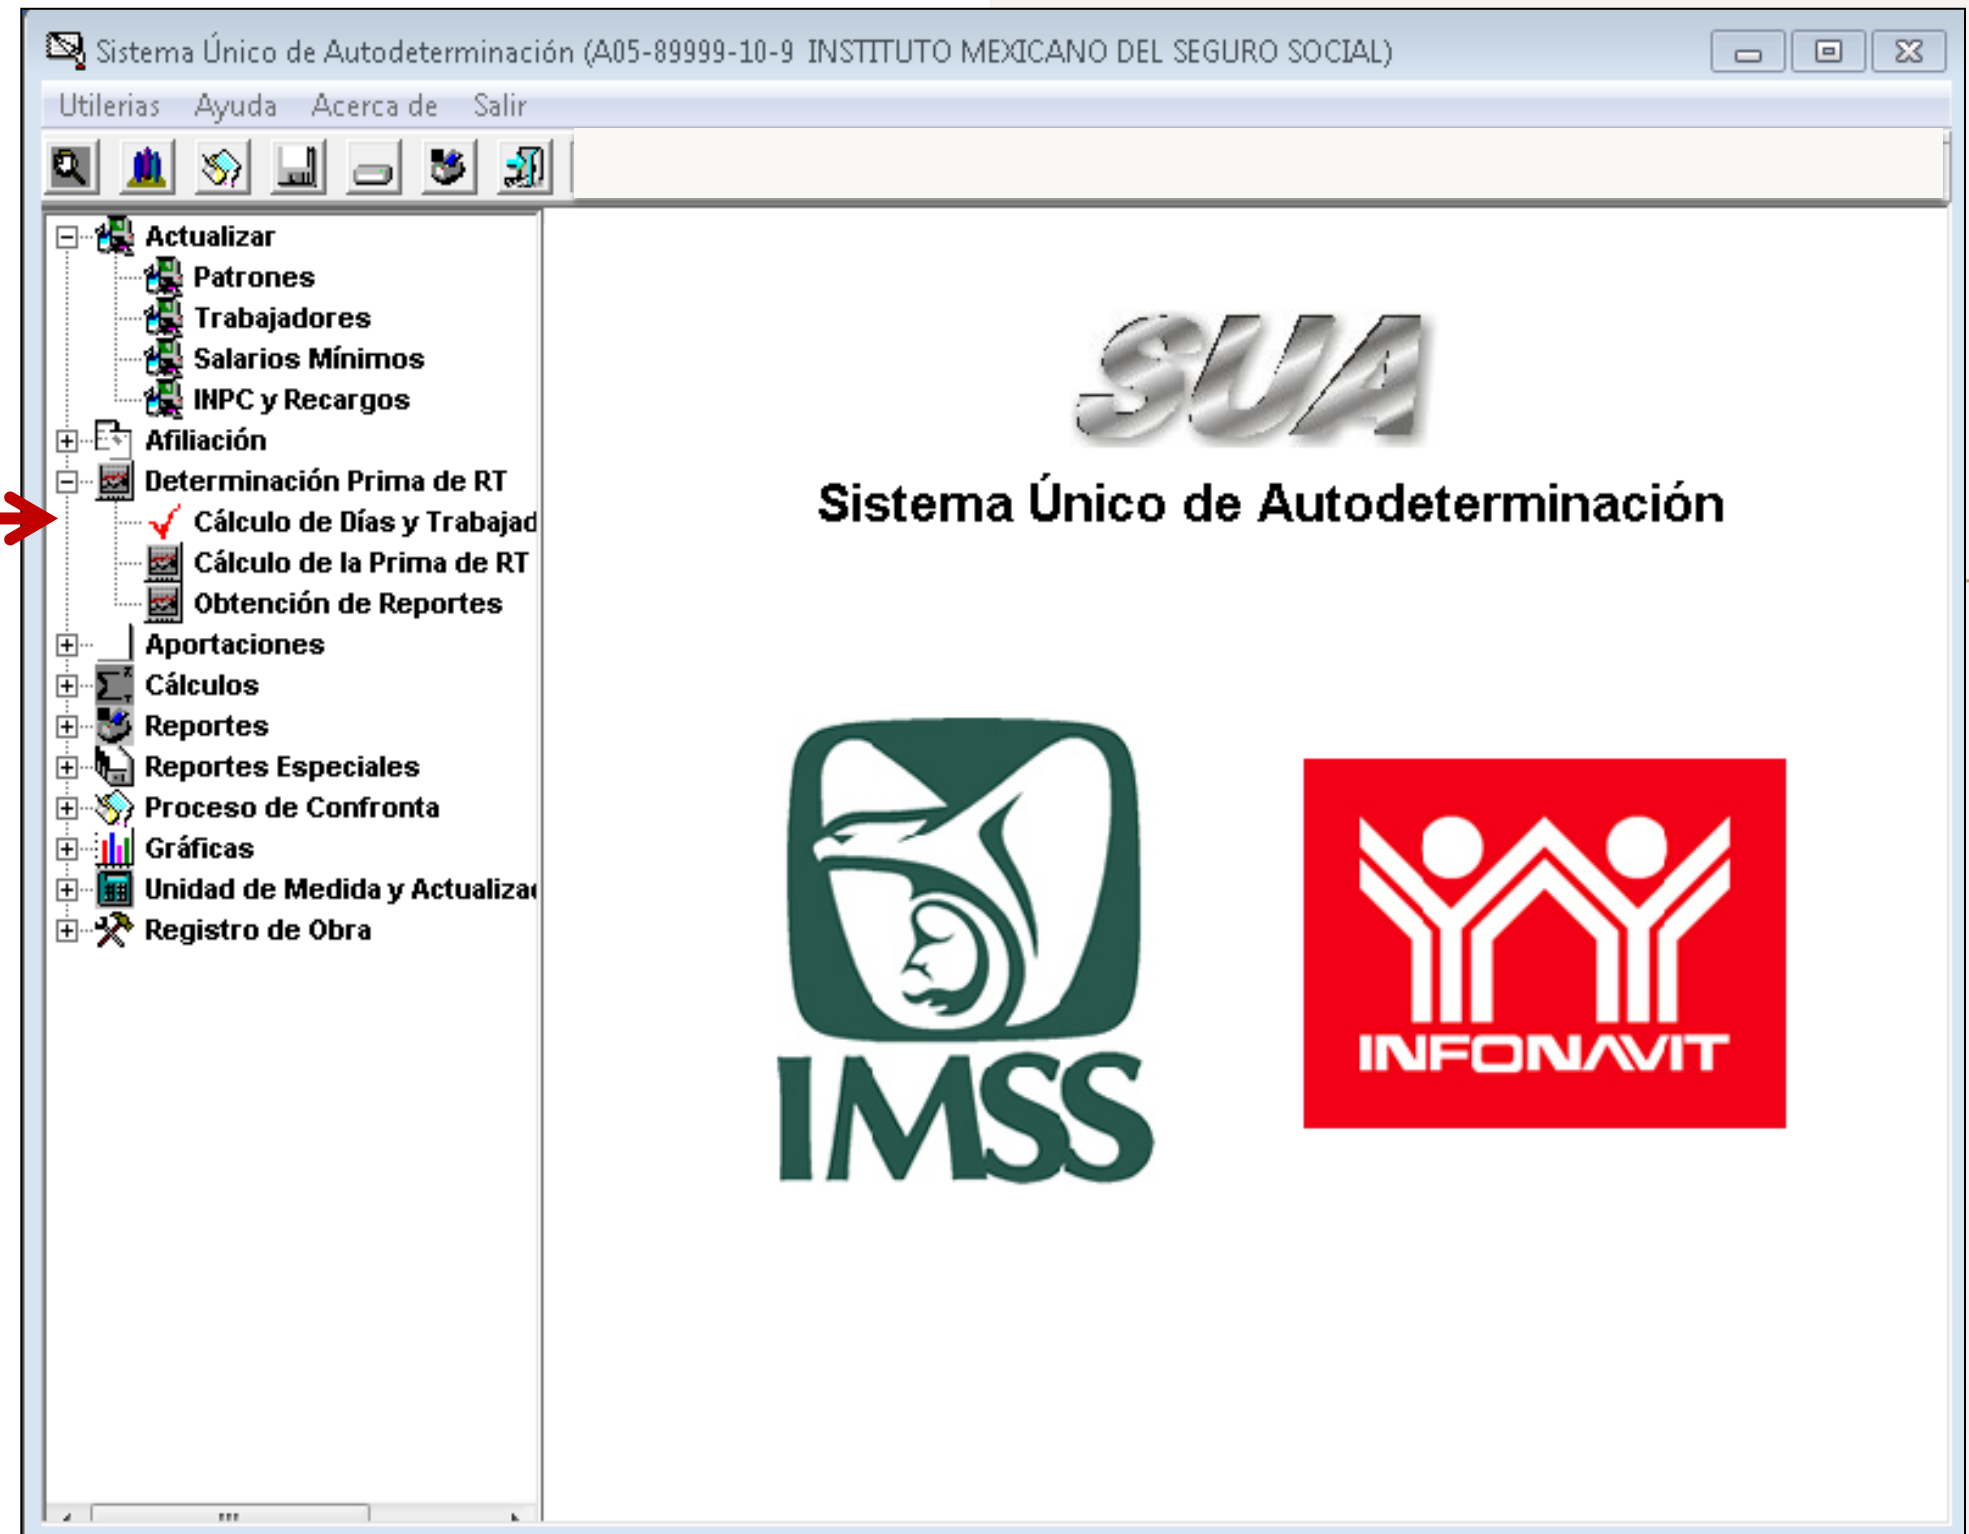 Sistema Único de Autodeterminación (A05-89999-10-9 INSTITUTO MEXICANO DEL SEGURO SOCIAL)
Utilerias Ayuda Acerca de Salir
Actualizar
Patrones
Trabajadores
Salarios Mínimos
INPC y Recargos
Afiliación
Determinación Prima de RT
Cálculo de Días y Trabajad
Cálculo de la Prima de RT
Obtención de Reportes
Aportaciones
Cálculos
Reportes
Reportes Especiales
Proceso de Confronta
Gráficas
Unidad de Medida y Actualiza
Registro de Obra
SUA
Sistema Único de Autodeterminación
IMSS
INFONAVIT